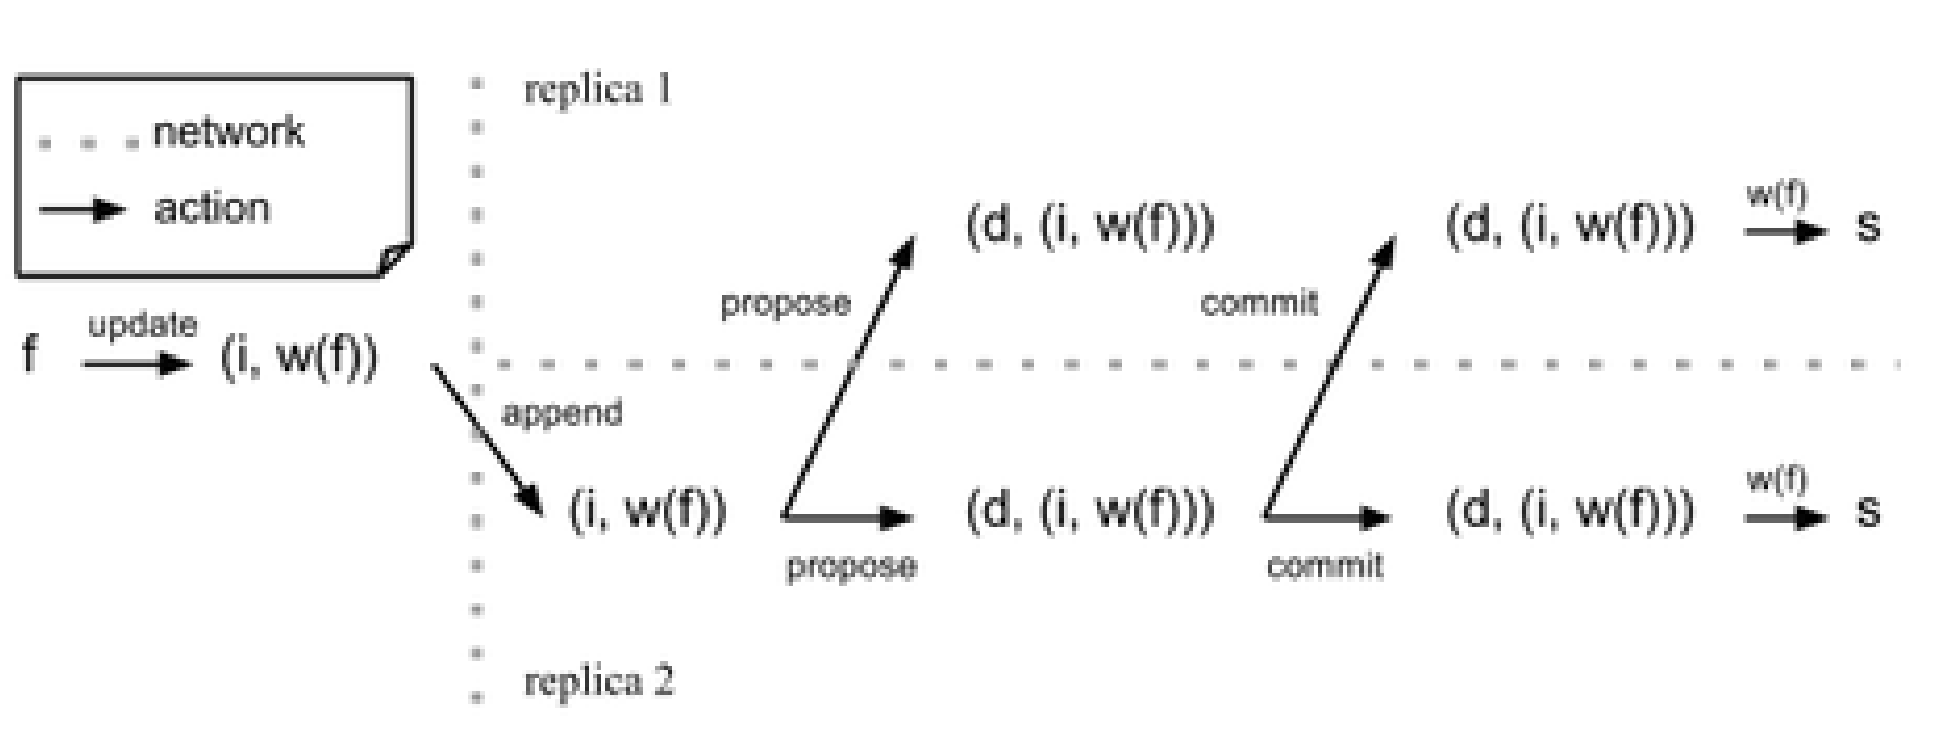 network
action
replica 1
f update (i, w(f))
append
(i, w(f))
propose
(d, (i, w(f)))
propose
(d, (i, w(f)))
commit
(d, (i, w(f))) w(f) s
commit
(d, (i, w(f))) w(f) s
replica 2